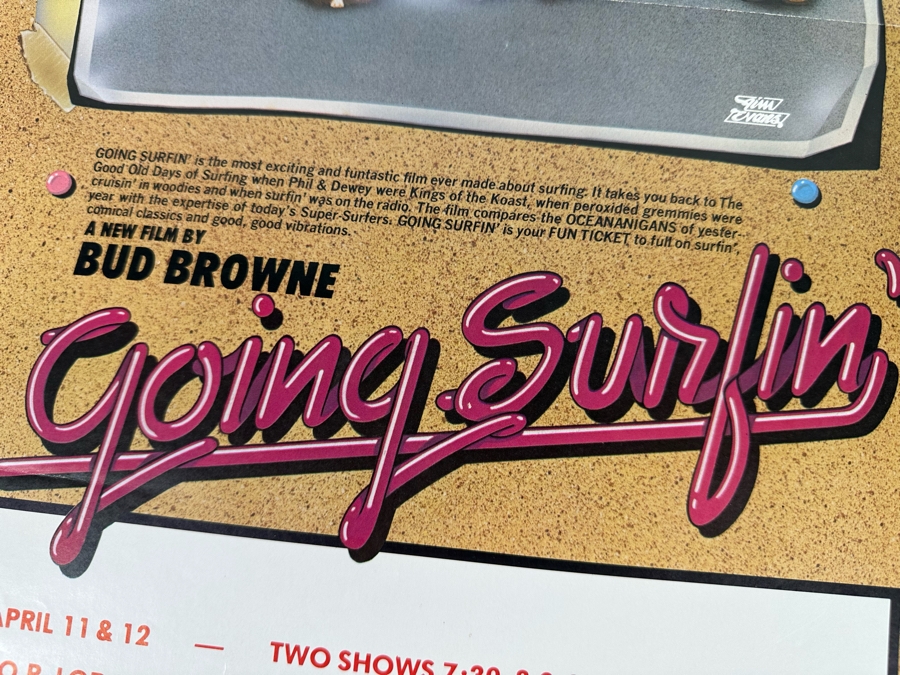 Jim
Evans
GOING SURFIN' is the most exciting and funtastic film ever made about surfing. It takes you back to The
Good Old Days of Surfing when Phil & Dewey were Kings of the Koast, when peroxided gremmies were
cruisin' in woodies and when surfin' was on the radio. The film compares the OCEANANIGANS of yester-
year with the expertise of today's Super-Surfers. GOING SURFIN' is your FUN TICKET to full on surfin',
comical classics and good, good vibrations.
A NEW FILM BY
BUD BROWNE
Going Surfin'
APRIL 11 & 12 — TWO SHOWS 7:30